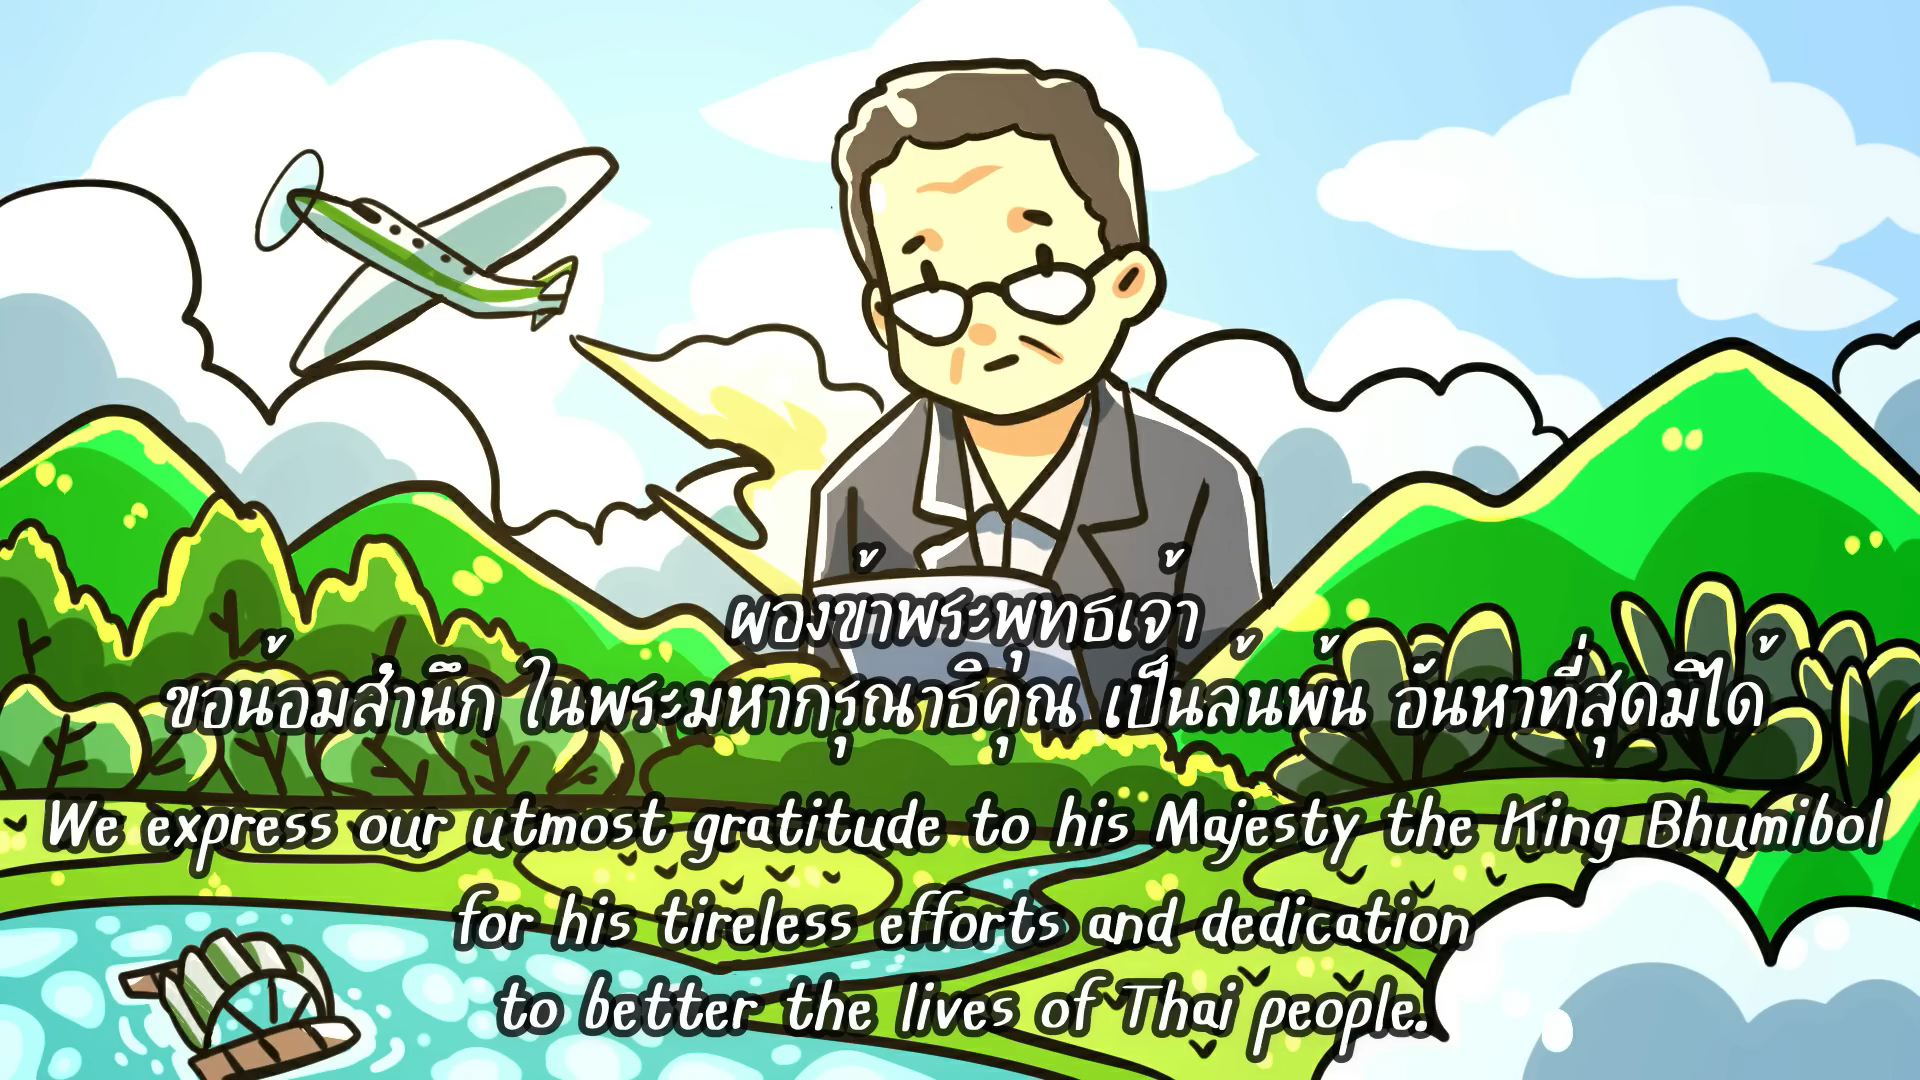 ผองข้าพระพุทธเจ้า
ขอน้อมสำนึก ในพระมหากรุณาธิคุณ เป็นล้นพ้น อันหาที่สุดมิได้
We express our utmost gratitude to his Majesty the King Bhumibol
for his tireless efforts and dedication
to better the lives of Thai people.